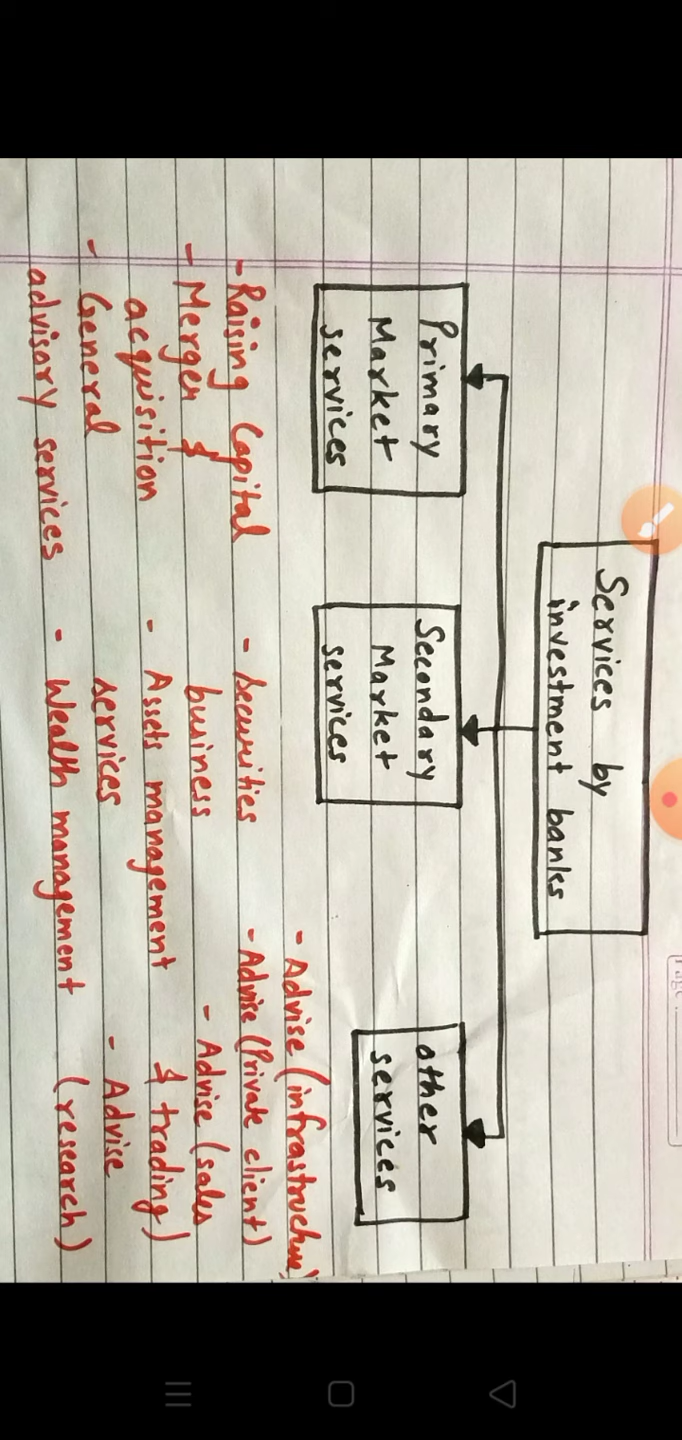 Page
Services by
investment banks
Primary
Market
services
Secondary
Market
services
other
services
- Raising Capital
- Merger &
acquisition
- General
advisory services
- securities
business
- Assets management
services
- Wealth management
- Advise (infrastructure)
- Advise (Private client)
- Advise (sales
& trading)
- Advise
(research)